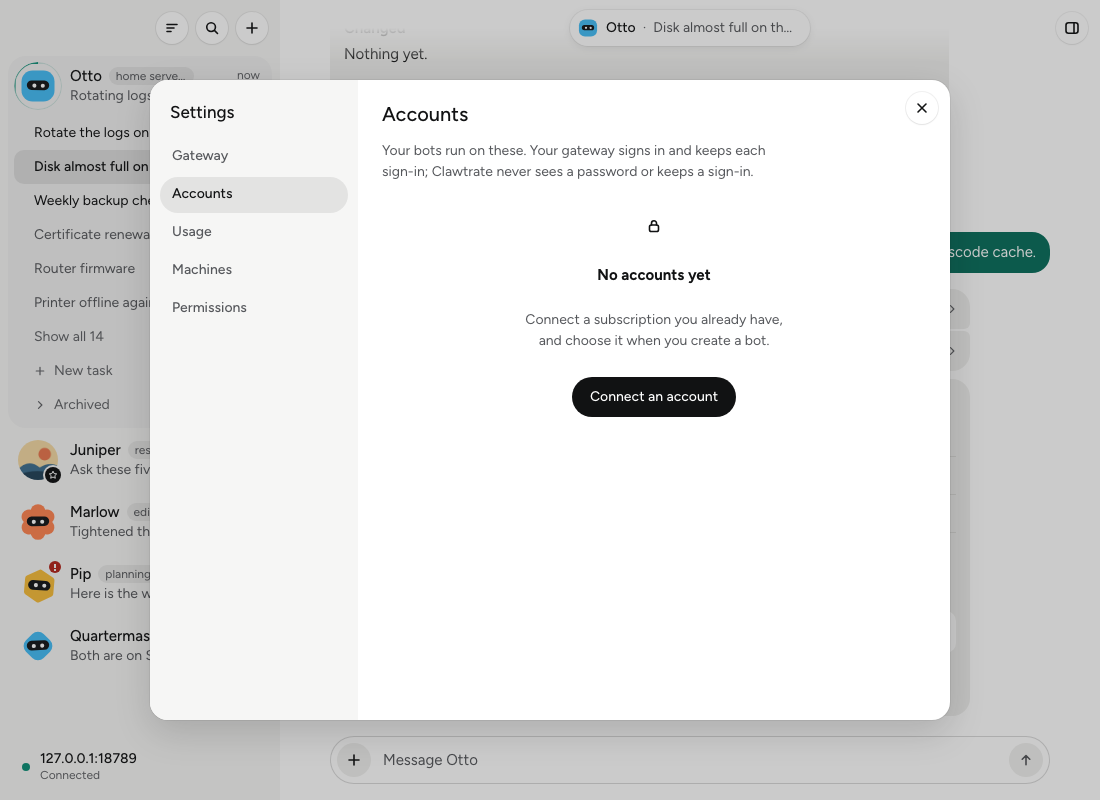 Otto · Disk almost full on th...
Nothing yet.
Otto home serve... now
Rotating logs
Rotate the logs on
Disk almost full on
Weekly backup che
Certificate renewa
Router firmware
Printer offline again
Show all 14
New task
Archived
Juniper res
Ask these fiv
Marlow edi
Tightened th
Pip planning
Here is the w
Quartermas
Both are on S
127.0.0.1:18789
Connected
Settings
Gateway
Accounts
Usage
Machines
Permissions
Accounts
Your bots run on these. Your gateway signs in and keeps each
sign-in; Clawtrate never sees a password or keeps a sign-in.
No accounts yet
Connect a subscription you already have,
and choose it when you create a bot.
Connect an account
scode cache.
Message Otto